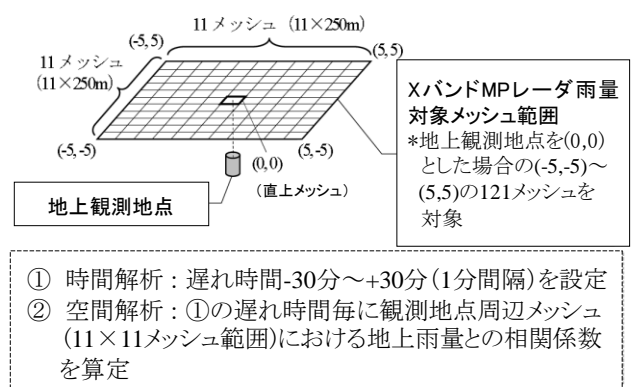 11 メッシュ (11×250m)
(-5,5)
(5,5)
11 メッシュ
(11×250m)
(-5,-5)
(5,-5)
(0,0)
(直上メッシュ)
地上観測地点
XバンドMPレーダ雨量
対象メッシュ範囲
*地上観測地点を(0,0)
とした場合の(-5,-5)～
(5,5)の121メッシュを
対象
① 時間解析：遅れ時間-30分～+30分(1分間隔)を設定
② 空間解析：①の遅れ時間毎に観測地点周辺メッシュ
(11×11メッシュ範囲)における地上雨量との相関係数
を算定